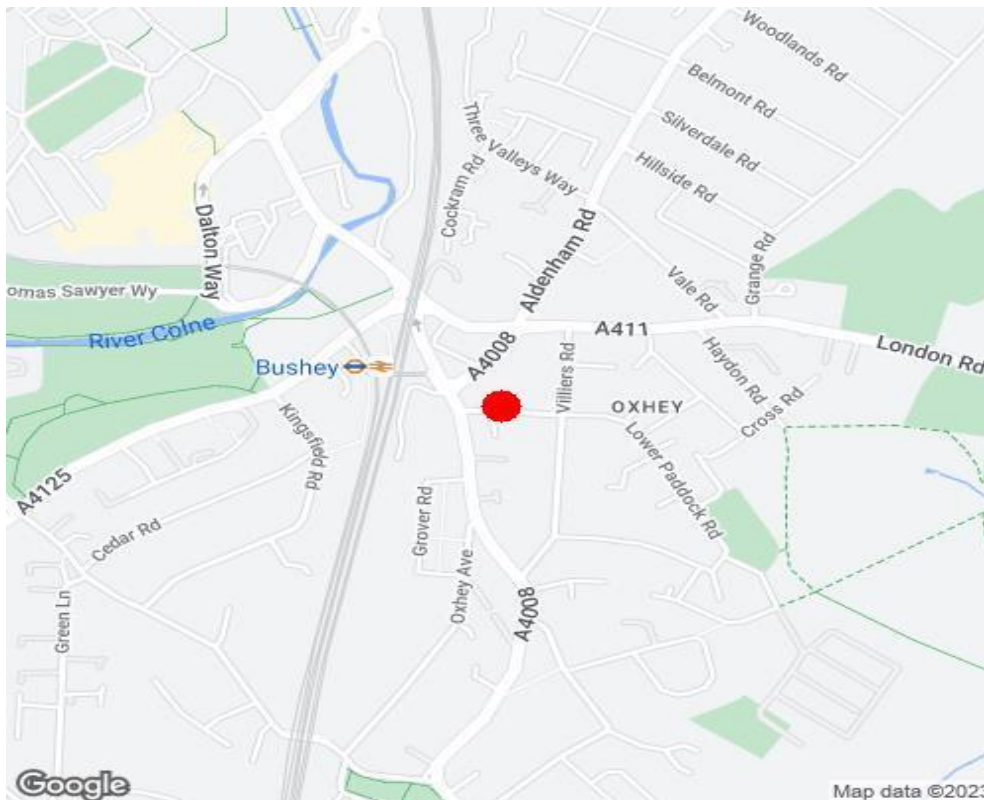 Woodlands Rd
Belmont Rd
Silverdale Rd
Three Valleys Way
Hillside Rd
Cockram Rd
Dalton Way
Aldenham Rd
Grange Rd
Vale Rd
omas Sawyer Wy
River Colne
A411
London Rd
A4008
Bushey
Villiers Rd
Haydon Rd
OXHEY
Cross Rd
Kingsfield Rd
Lower Paddock Rd
A4125
Cedar Rd
Grover Rd
Oxhey Ave
Green Ln
A4008
Google
Map data ©2023